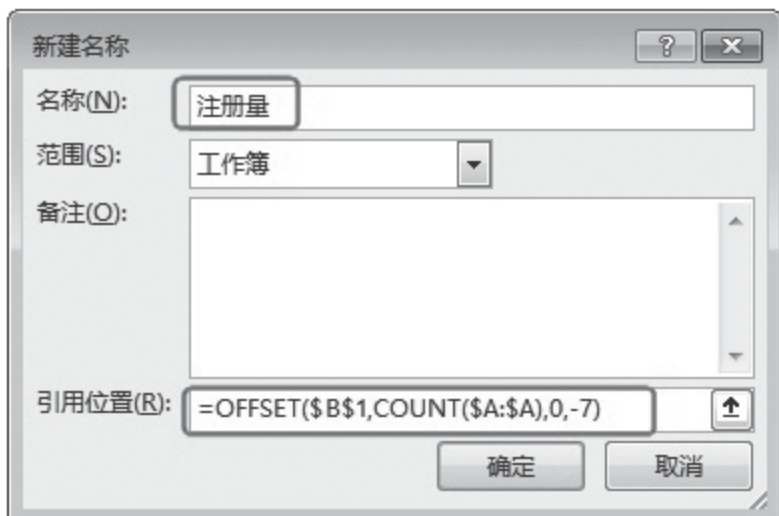 新建名称
名称(N): 注册量
范围(S): 工作簿
备注(O):
引用位置(R): =OFFSET($B$1,COUNT($A:$A),0,-7)
确定 取消